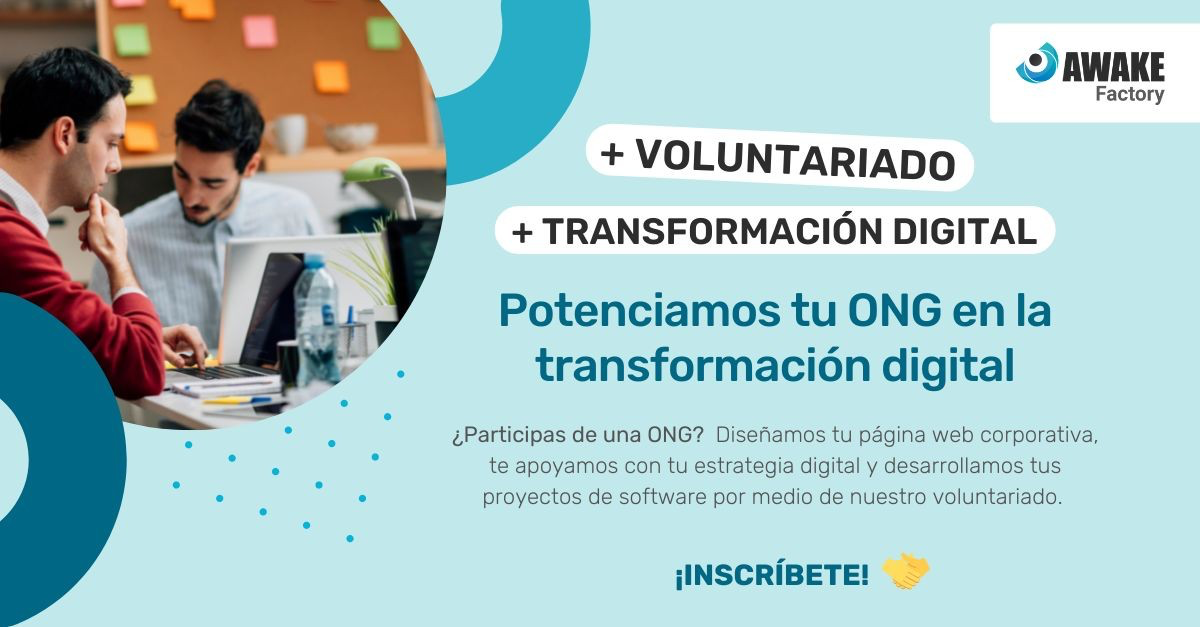 AWAKE
Factory
+ VOLUNTARIADO
+ TRANSFORMACIÓN DIGITAL
Potenciamos tu ONG en la
transformación digital
¿Participas de una ONG? Diseñamos tu página web corporativa,
te apoyamos con tu estrategia digital y desarrollamos tus
proyectos de software por medio de nuestro voluntariado.
¡INSCRÍBETE!